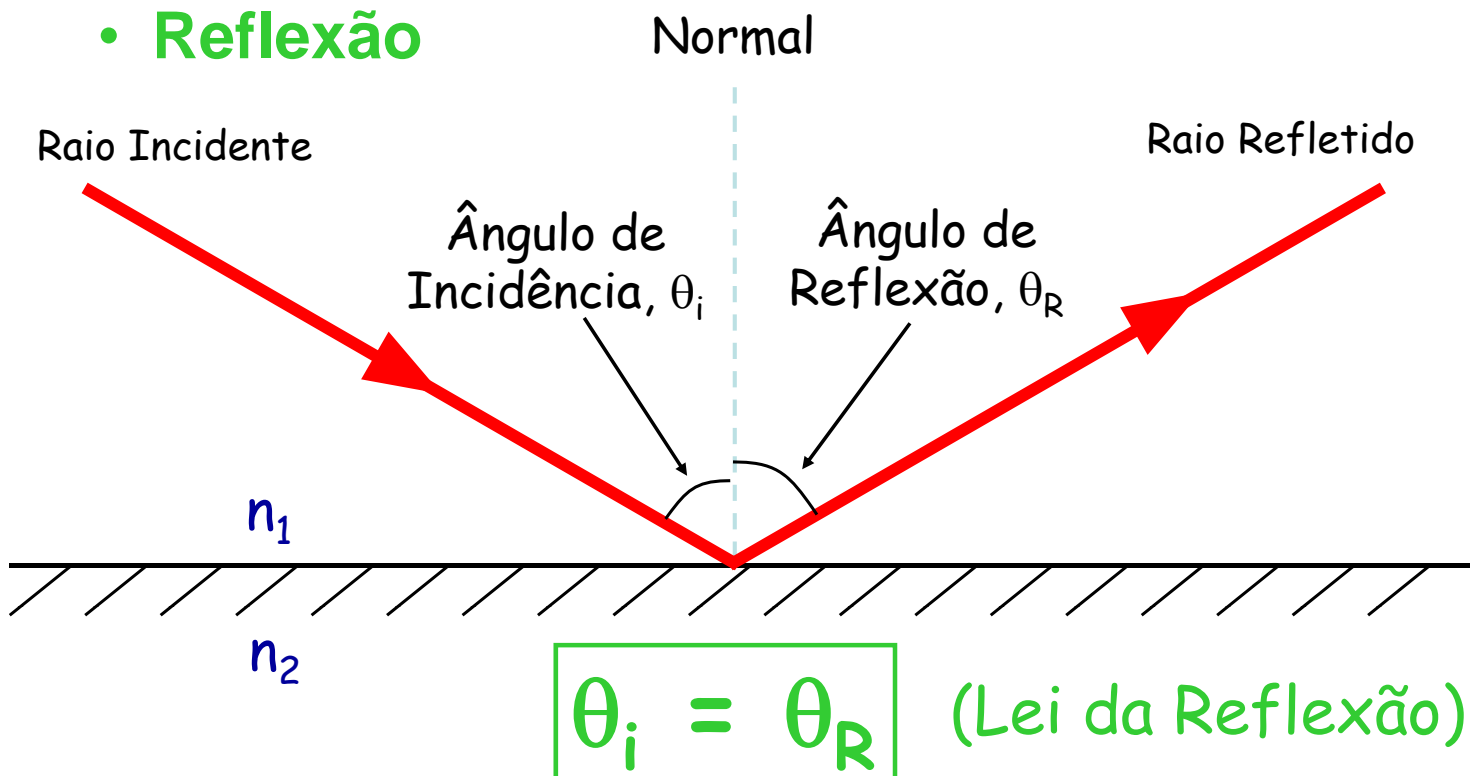 • Reflexão
Normal
Raio Incidente
Raio Refletido
Ângulo de
Incidência, θi
Ângulo de
Reflexão, θR
n1
n2
θi = θR (Lei da Reflexão)